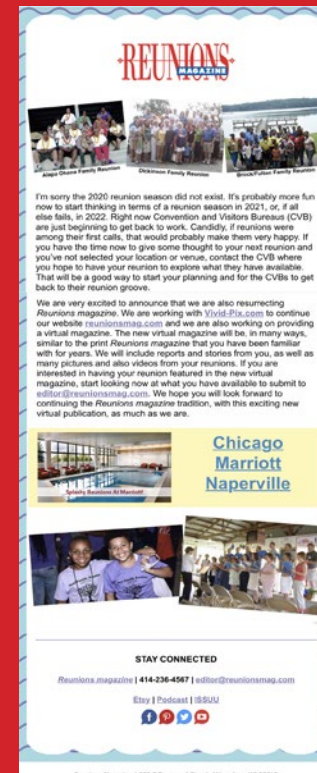 REUNIONS
MAGAZINE
Alapa Ohana Family Reunion
Dickinson Family Reunion
Brock/Fulton Family Reunion
I'm sorry the 2020 reunion season did not exist. It's probably more fun
now to start thinking in terms of a reunion season in 2021, or, if all
else fails, in 2022. Right now Convention and Visitors Bureaus (CVB)
are just beginning to get back to work. Candidly, if reunions were
among their first calls, that would probably make them very happy. If
you have the time now to give some thought to your next reunion and
you've not selected your location or venue, contact the CVB where
you hope to have your reunion to explore what they have available.
That will be a good way to start your planning and for the CVBs to get
back to their reunion groove.
We are very excited to announce that we are also resurrecting
Reunions magazine. We are working with Vivid-Pix.com to continue
our website reunionsmag.com and we are also working on providing
a virtual magazine. The new virtual magazine will be, in many ways,
similar to the print Reunions magazine that you have been familiar
with for years. We will include reports and stories from you, as well as
many pictures and also videos from your reunions. If you are
interested in having your reunion featured in the new virtual
magazine, start looking now at what you have available to submit to
editor@reunionsmag.com. We hope you will look forward to
continuing the Reunions magazine tradition, with this exciting new
virtual publication, as much as we are.
Splashy Reunions At Marriott!
Chicago
Marriott
Naperville
STAY CONNECTED
Reunions magazine | 414-236-4567 | editor@reunionsmag.com
Etsy | Podcast | ISSUU